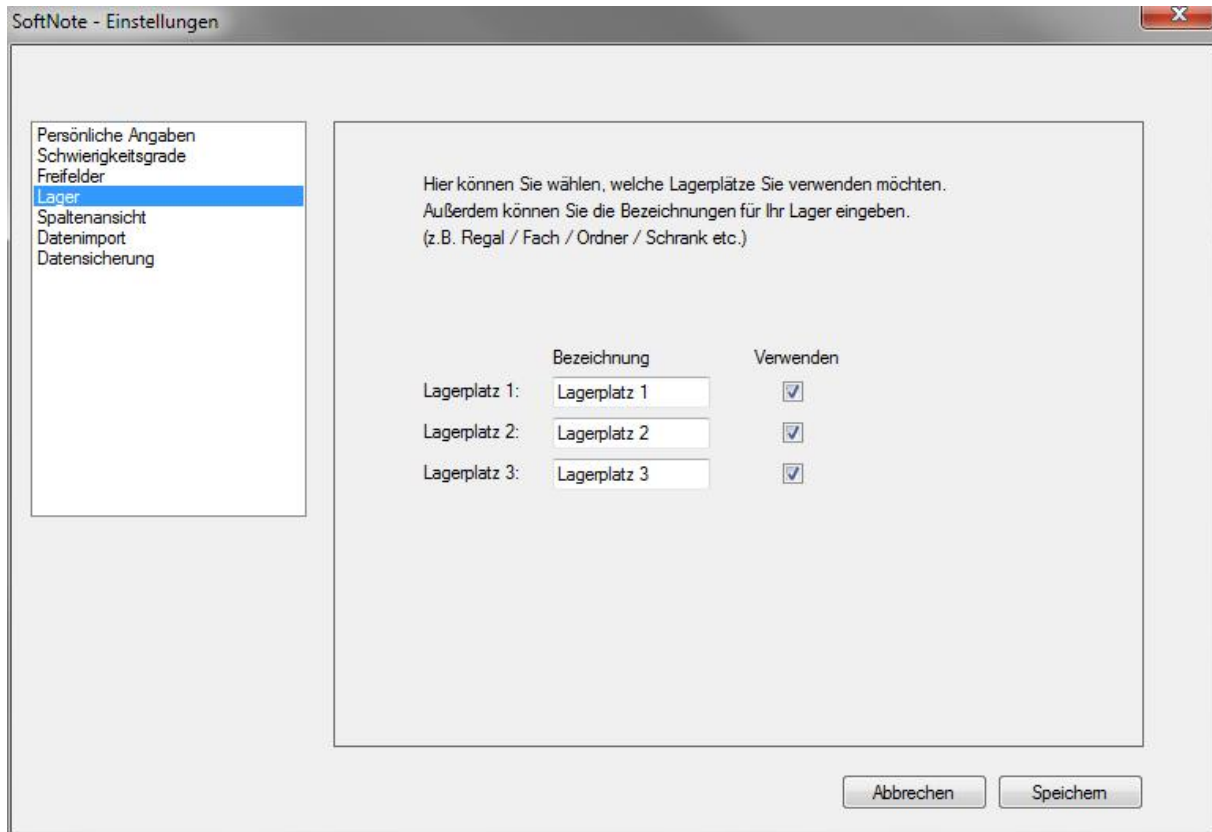 SoftNote - Einstellungen
Persönliche Angaben
Schwierigkeitsgrade
Freifelder
Lager
Spaltenansicht
Datenimport
Datensicherung
Hier können Sie wählen, welche Lagerplätze Sie verwenden möchten.
Außerdem können Sie die Bezeichnungen für Ihr Lager eingeben.
(z.B. Regal / Fach / Ordner / Schrank etc.)
Bezeichnung Verwenden
Lagerplatz 1: Lagerplatz 1
Lagerplatz 2: Lagerplatz 2
Lagerplatz 3: Lagerplatz 3
Abbrechen Speichern